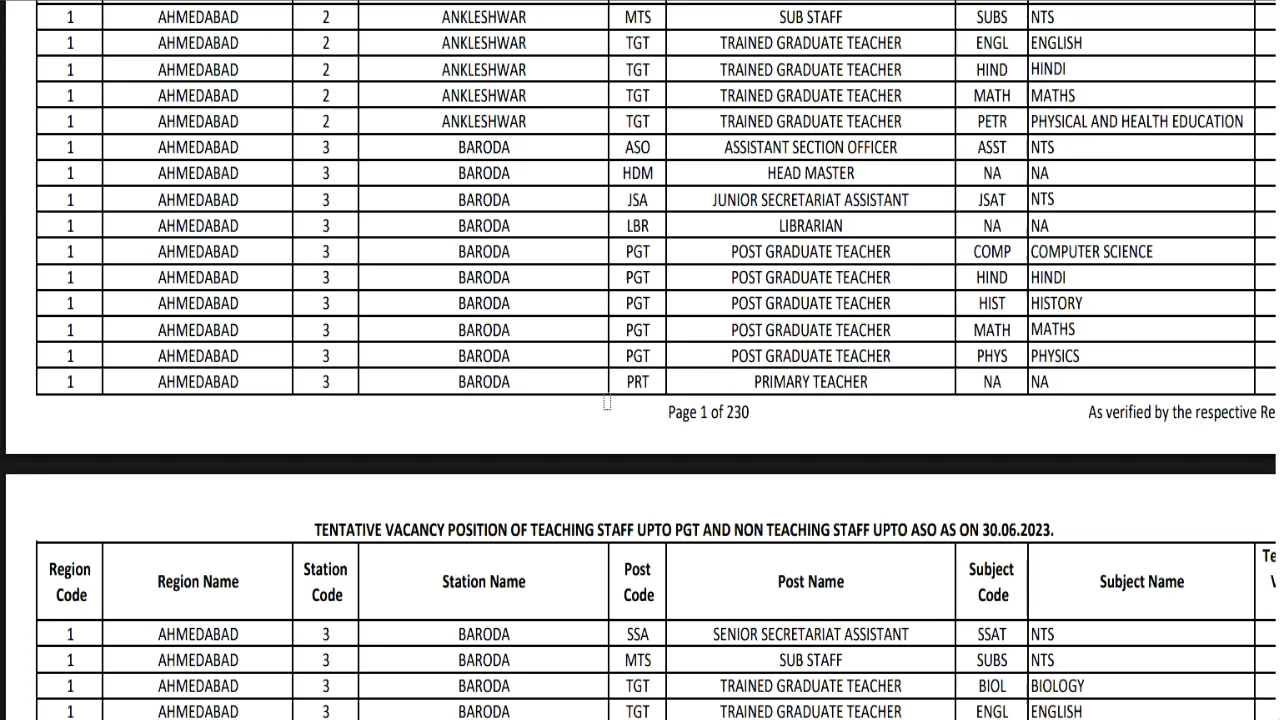 1 AHMEDABAD 2 ANKLESHWAR MTS SUB STAFF SUBS NTS
1 AHMEDABAD 2 ANKLESHWAR TGT TRAINED GRADUATE TEACHER ENGL ENGLISH
1 AHMEDABAD 2 ANKLESHWAR TGT TRAINED GRADUATE TEACHER HIND HINDI
1 AHMEDABAD 2 ANKLESHWAR TGT TRAINED GRADUATE TEACHER MATH MATHS
1 AHMEDABAD 2 ANKLESHWAR TGT TRAINED GRADUATE TEACHER PETR PHYSICAL AND HEALTH EDUCATION
1 AHMEDABAD 3 BARODA ASO ASSISTANT SECTION OFFICER ASST NTS
1 AHMEDABAD 3 BARODA HDM HEAD MASTER NA NA
1 AHMEDABAD 3 BARODA JSA JUNIOR SECRETARIAT ASSISTANT JSAT NTS
1 AHMEDABAD 3 BARODA LBR LIBRARIAN NA NA
1 AHMEDABAD 3 BARODA PGT POST GRADUATE TEACHER COMP COMPUTER SCIENCE
1 AHMEDABAD 3 BARODA PGT POST GRADUATE TEACHER HIND HINDI
1 AHMEDABAD 3 BARODA PGT POST GRADUATE TEACHER HIST HISTORY
1 AHMEDABAD 3 BARODA PGT POST GRADUATE TEACHER MATH MATHS
1 AHMEDABAD 3 BARODA PGT POST GRADUATE TEACHER PHYS PHYSICS
1 AHMEDABAD 3 BARODA PRT PRIMARY TEACHER NA NA
Page 1 of 230 As verified by the respective Re
TENTATIVE VACANCY POSITION OF TEACHING STAFF UPTO PGT AND NON TEACHING STAFF UPTO ASO AS ON 30.06.2023.
Region Code Region Name Station Code Station Name Post Code Post Name Subject Code Subject Name
1 AHMEDABAD 3 BARODA SSA SENIOR SECRETARIAT ASSISTANT SSAT NTS
1 AHMEDABAD 3 BARODA MTS SUB STAFF SUBS NTS
1 AHMEDABAD 3 BARODA TGT TRAINED GRADUATE TEACHER BIOL BIOLOGY
1 AHMEDABAD 3 BARODA TGT TRAINED GRADUATE TEACHER ENGL ENGLISH